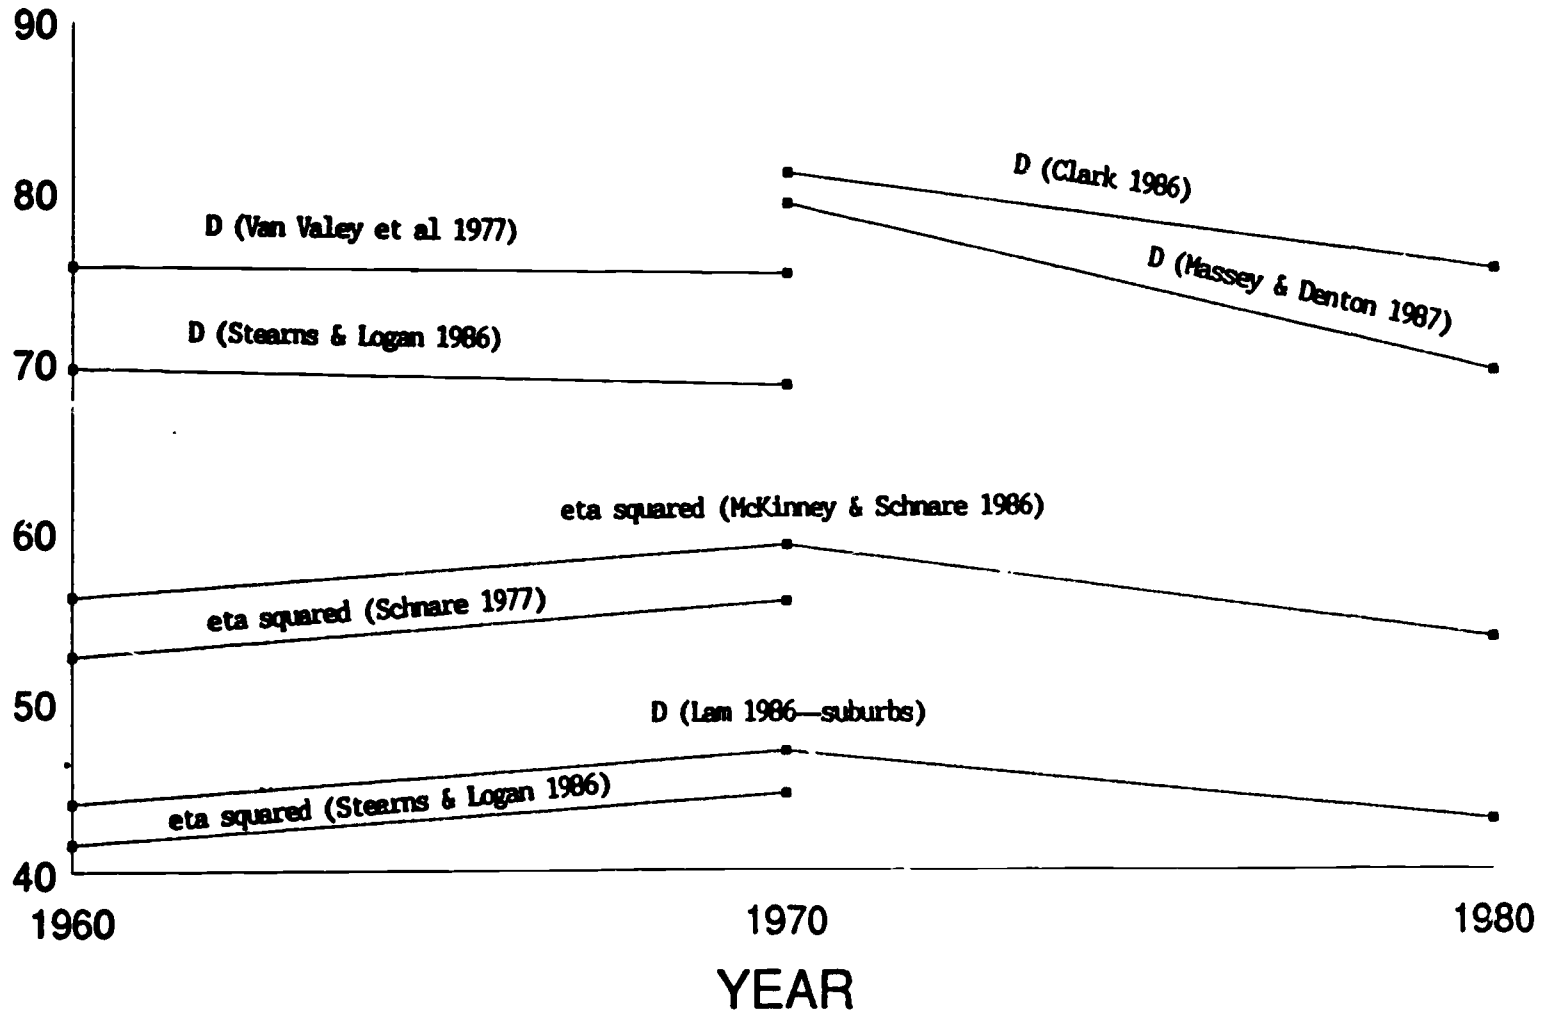 90
80
70
60
50
40
D (Clark 1986)
D (Van Valey et al 1977)
D (Massey & Denton 1987)
D (Stearns & Logan 1986)
eta squared (McKinney & Schnare 1986)
eta squared (Schnare 1977)
D (Lam 1986—suburbs)
eta squared (Stearns & Logan 1986)
1960
1970
1980
YEAR